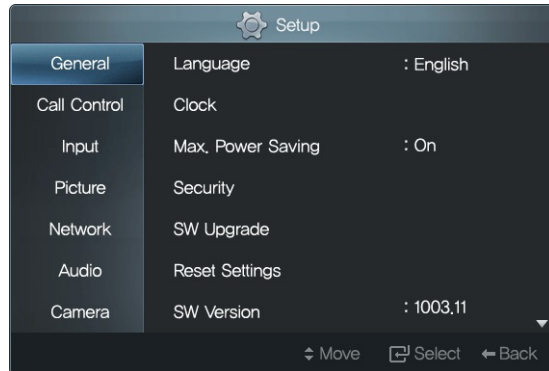 Setup
General
Call Control
Input
Picture
Network
Audio
Camera
Language : English
Clock
Max. Power Saving : On
Security
SW Upgrade
Reset Settings
SW Version : 1003.11
Move Select Back